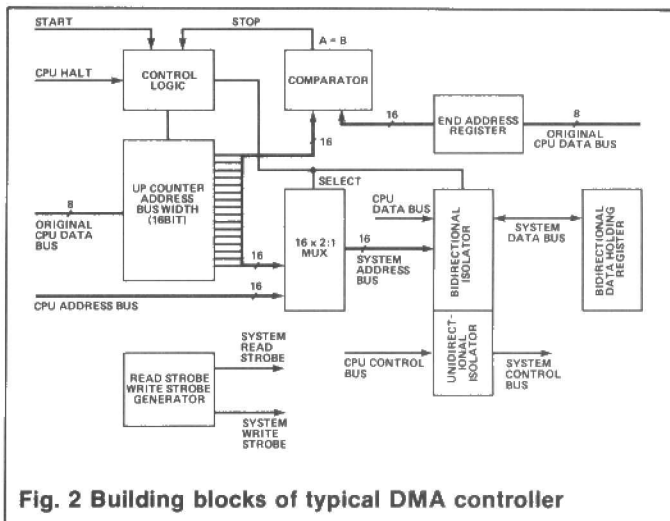 START
STOP
A = B
CPU HALT
CONTROL
LOGIC
COMPARATOR
16
16
END ADDRESS
REGISTER
8
ORIGINAL
CPU DATA BUS
UP COUNTER
ADDRESS
BUS WIDTH
(16BIT)
8
ORIGINAL
CPU DATA
BUS
16
SELECT
16 x 2:1
MUX
CPU
DATA BUS
16
SYSTEM
ADDRESS
BUS
BIDIRECTIONAL
ISOLATOR
SYSTEM
DATA BUS
BIDIRECTIONAL
DATA HOLDING
REGISTER
CPU ADDRESS BUS
16
UNIDIRECT-
IONAL
ISOLATOR
CPU CONTROL
BUS
SYSTEM
CONTROL
BUS
READ STROBE
WRITE STROBE
GENERATOR
SYSTEM
READ
STROBE
SYSTEM
WRITE
STROBE
Fig. 2 Building blocks of typical DMA controller